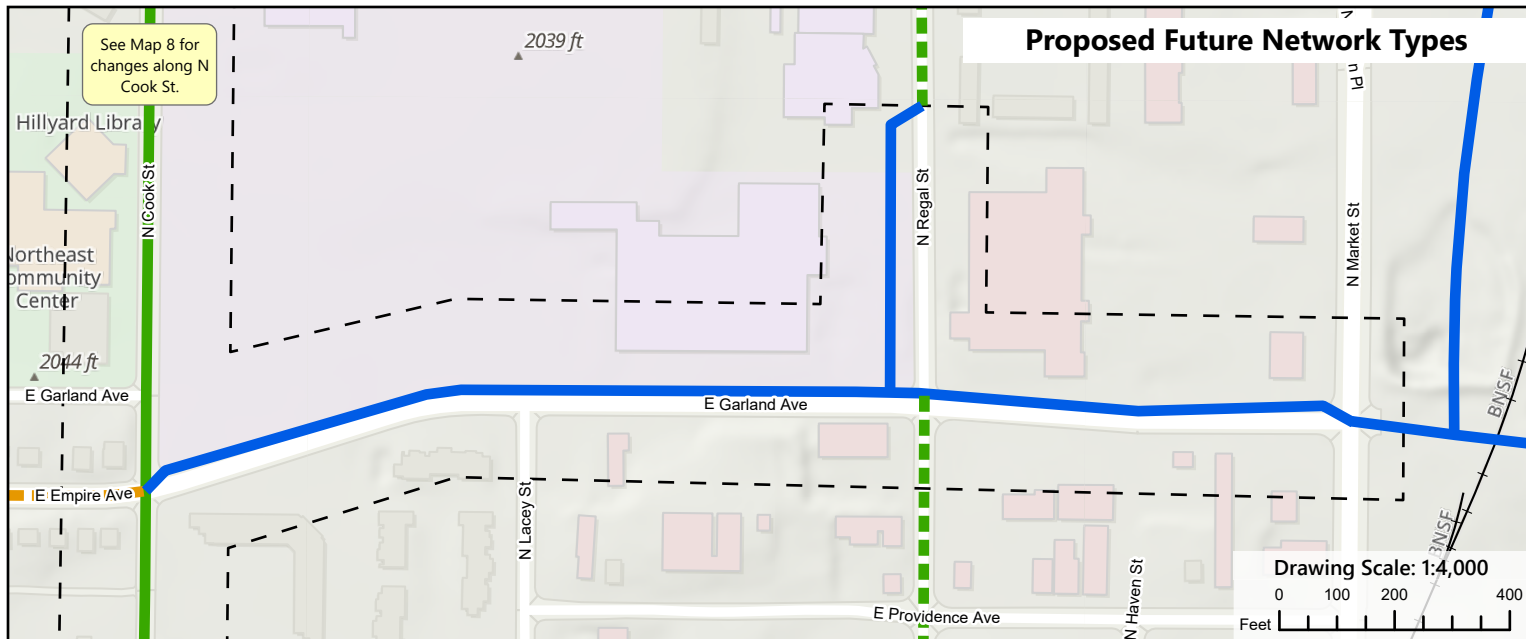 Proposed Future Network Types
See Map 8 for
changes along N
Cook St.
2039 ft
Hillyard Library
N Cook St
N Regal St
N Market St
Northeast
Community
Center
2044 ft
E Garland Ave
E Garland Ave
BNSF
E Empire Ave
N Lacey St
BNSF
N Haven St
E Providence Ave
Drawing Scale: 1:4,000
0 100 200 400
Feet